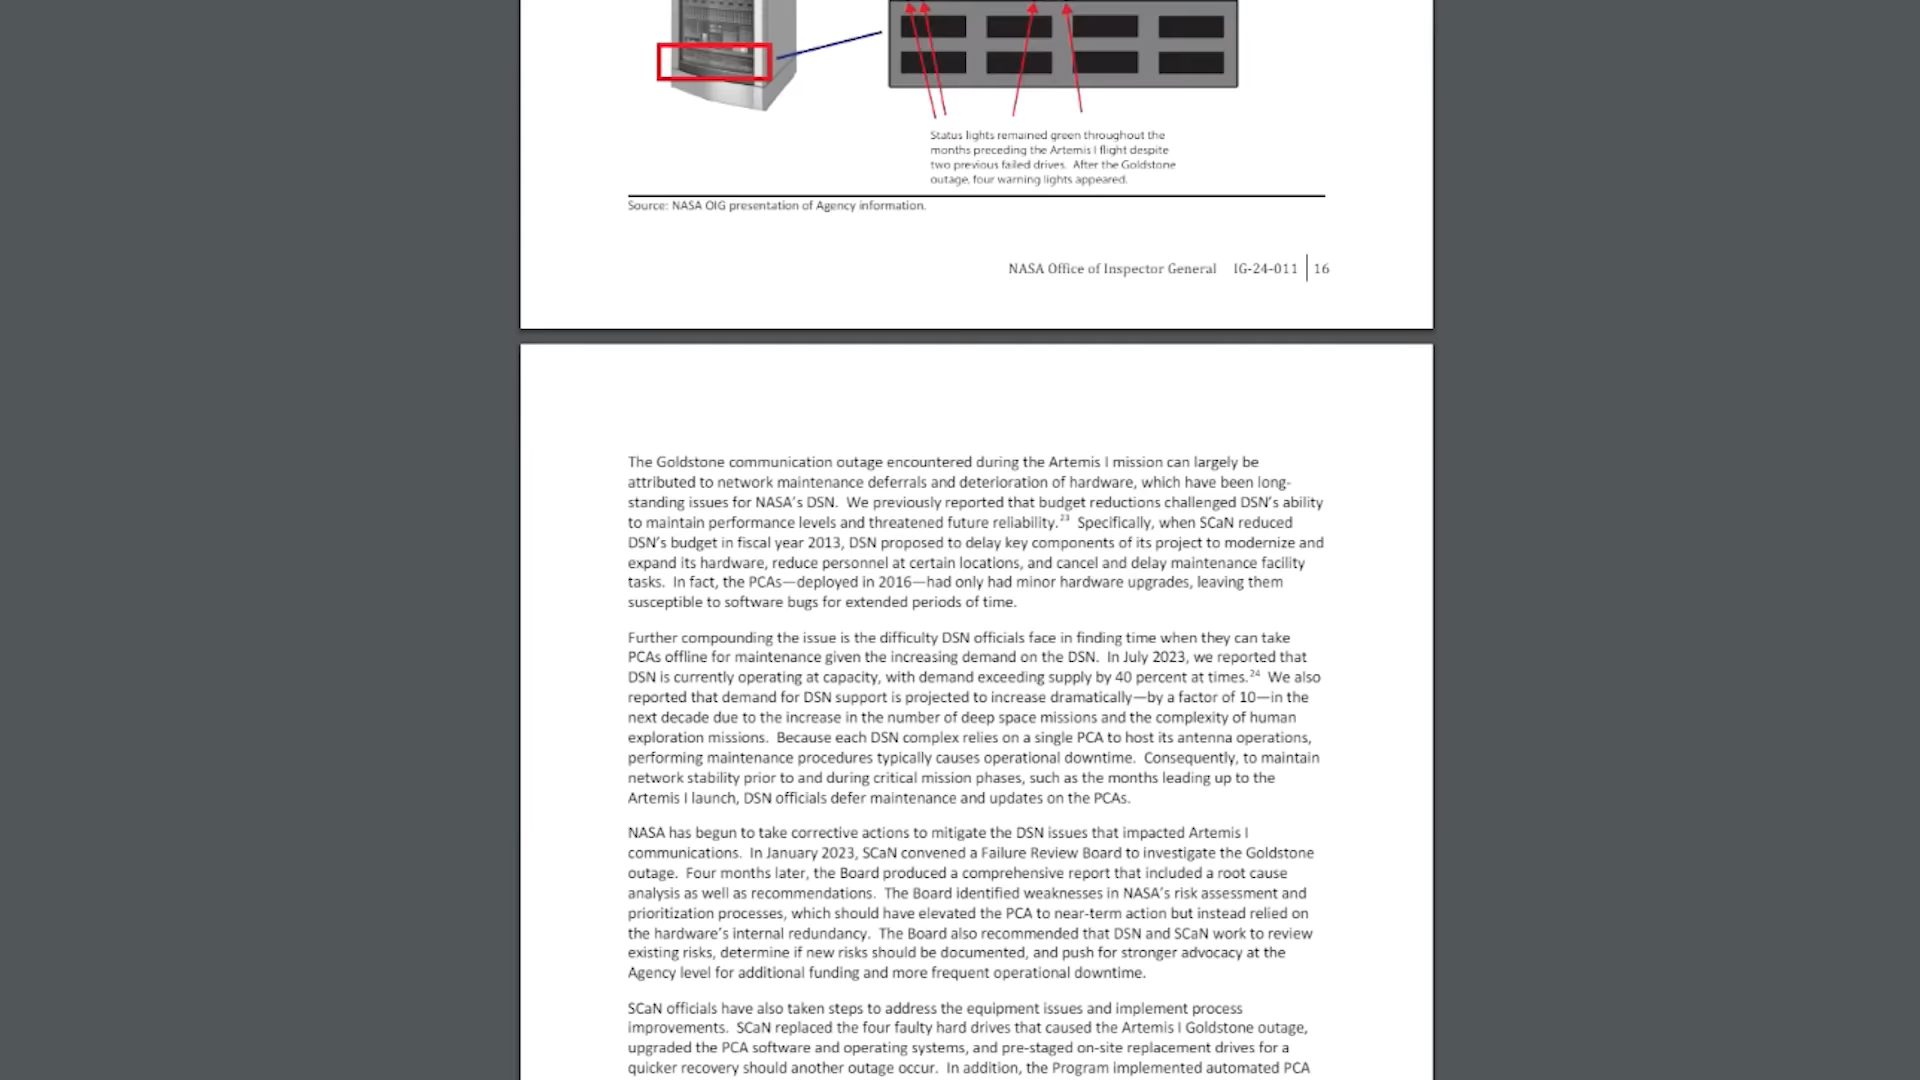 Status lights remained green throughout the
months preceding the Artemis I flight despite
two previous failed drives. After the Goldstone
outage, four warning lights appeared.
Source: NASA OIG presentation of Agency information.
NASA Office of Inspector General IG-24-011 16
The Goldstone communication outage encountered during the Artemis I mission can largely be
attributed to network maintenance deferrals and deterioration of hardware, which have been long-
standing issues for NASA's DSN. We previously reported that budget reductions challenged DSN's ability
to maintain performance levels and threatened future reliability.23 Specifically, when SCaN reduced
DSN's budget in fiscal year 2013, DSN proposed to delay key components of its project to modernize and
expand its hardware, reduce personnel at certain locations, and cancel and delay maintenance facility
tasks. In fact, the PCAs—deployed in 2016—had only had minor hardware upgrades, leaving them
susceptible to software bugs for extended periods of time.
Further compounding the issue is the difficulty DSN officials face in finding time when they can take
PCAs offline for maintenance given the increasing demand on the DSN. In July 2023, we reported that
DSN is currently operating at capacity, with demand exceeding supply by 40 percent at times.24 We also
reported that demand for DSN support is projected to increase dramatically—by a factor of 10—in the
next decade due to the increase in the number of deep space missions and the complexity of human
exploration missions. Because each DSN complex relies on a single PCA to host its antenna operations,
performing maintenance procedures typically causes operational downtime. Consequently, to maintain
network stability prior to and during critical mission phases, such as the months leading up to the
Artemis I launch, DSN officials defer maintenance and updates on the PCAs.
NASA has begun to take corrective actions to mitigate the DSN issues that impacted Artemis I
communications. In January 2023, SCaN convened a Failure Review Board to investigate the Goldstone
outage. Four months later, the Board produced a comprehensive report that included a root cause
analysis as well as recommendations. The Board identified weaknesses in NASA's risk assessment and
prioritization processes, which should have elevated the PCA to near-term action but instead relied on
the hardware's internal redundancy. The Board also recommended that DSN and SCaN work to review
existing risks, determine if new risks should be documented, and push for stronger advocacy at the
Agency level for additional funding and more frequent operational downtime.
SCaN officials have also taken steps to address the equipment issues and implement process
improvements. SCaN replaced the four faulty hard drives that caused the Artemis I Goldstone outage,
upgraded the PCA software and operating systems, and pre-staged on-site replacement drives for a
quicker recovery should another outage occur. In addition, the Program implemented automated PCA